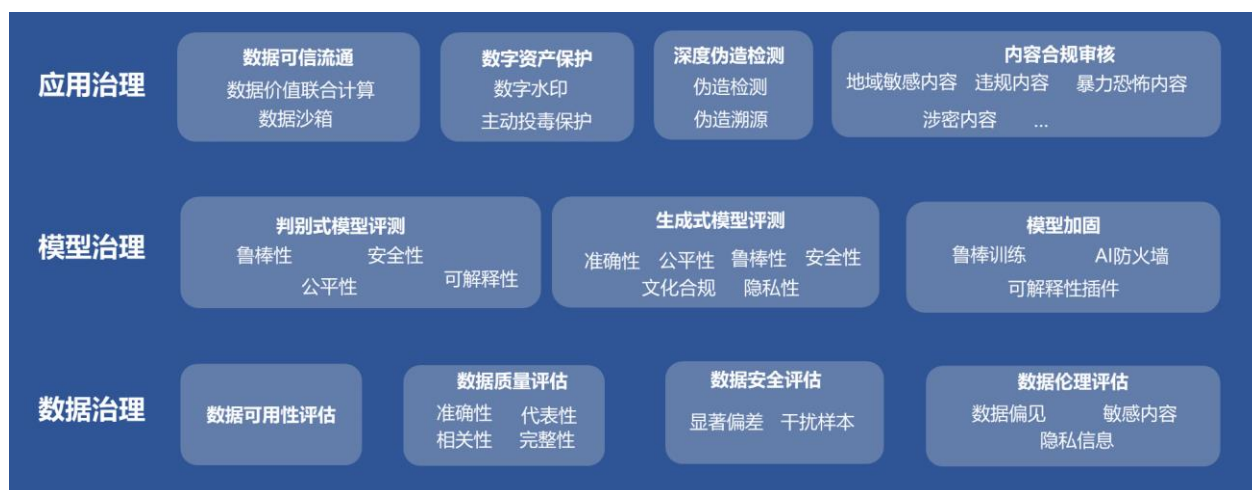 应用治理
数据可信流通
数据价值联合计算
数据沙箱
数字资产保护
数字水印
主动投毒保护
深度伪造检测
伪造检测
伪造溯源
内容合规审核
地域敏感内容 违规内容 暴力恐怖内容
涉密内容 ...
模型治理
判别式模型评测
鲁棒性 安全性
公平性 可解释性
生成式模型评测
准确性 公平性 鲁棒性 安全性
文化合规 隐私性
模型加固
鲁棒训练 AI防火墙
可解释性插件
数据治理
数据可用性评估
数据质量评估
准确性 代表性
相关性 完整性
数据安全评估
显著偏差 干扰样本
数据伦理评估
数据偏见 敏感内容
隐私信息